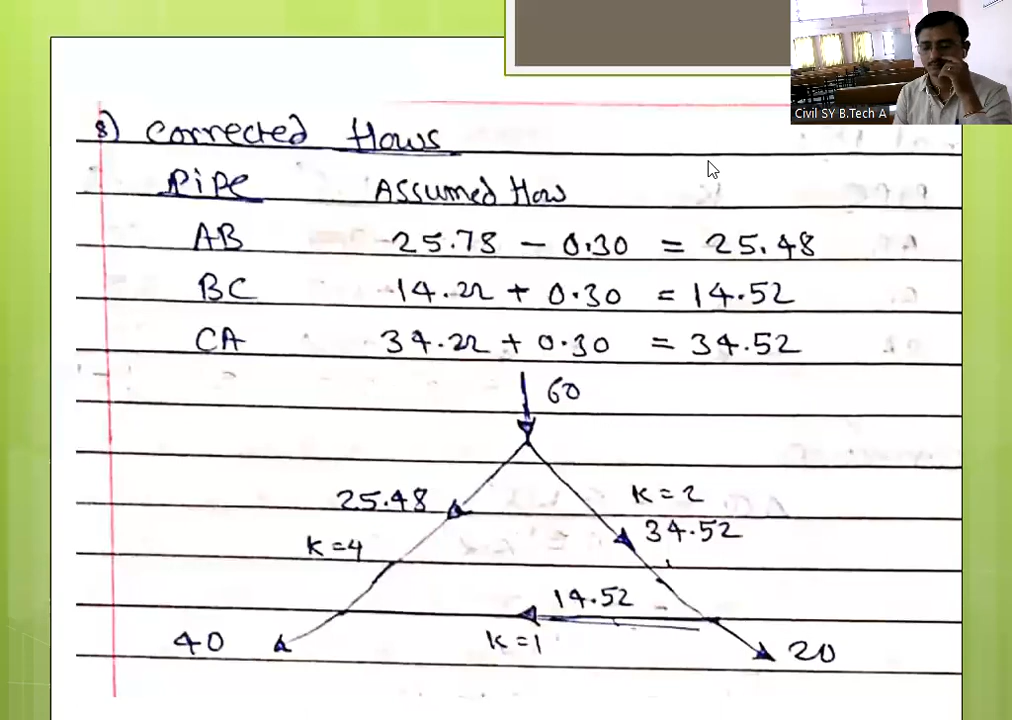 Civil SY B.Tech A
8) Corrected Flows
Pipe Assumed Flow
AB 25.78 - 0.30 = 25.48
BC 14.22 + 0.30 = 14.52
CA 34.22 + 0.30 = 34.52
60
25.48 K=2
34.52
K=4
14.52
K=1
40 20